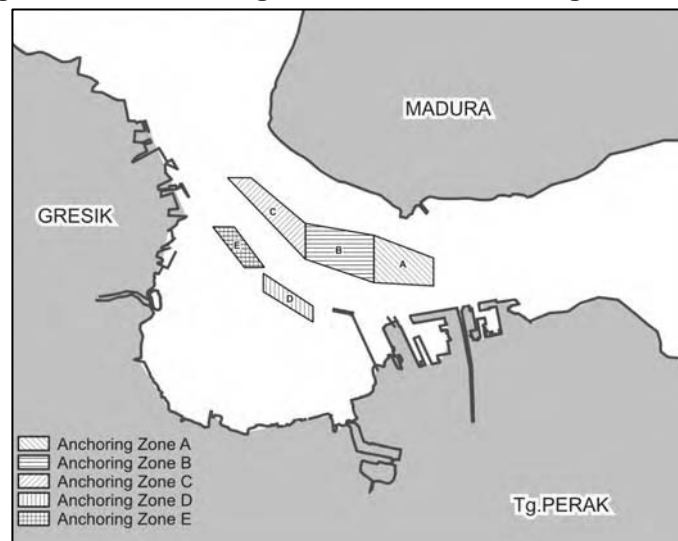 MADURA
GRESIK
C
E
B
A
D
Anchoring Zone A
Anchoring Zone B
Anchoring Zone C
Anchoring Zone D
Anchoring Zone E
Tg.PERAK